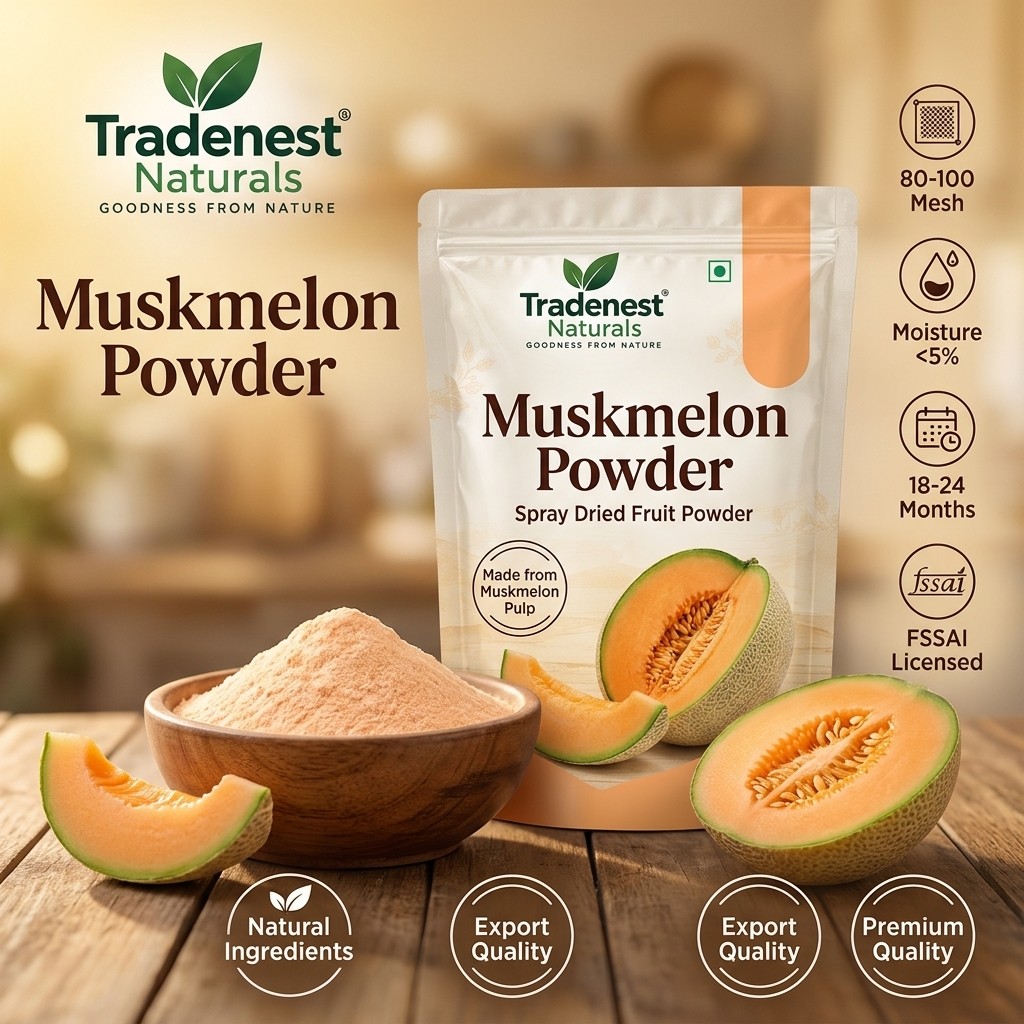 Tradenest®
Naturals
GOODNESS FROM NATURE
Muskmelon
Powder
Tradenest®
Naturals
GOODNESS FROM NATURE
Muskmelon
Powder
Spray Dried Fruit Powder
Made from
Muskmelon
Pulp
80-100
Mesh
Moisture
<5%
18-24
Months
fssai
FSSAI
Licensed
Natural
Ingredients
Export
Quality
Export
Quality
Premium
Quality